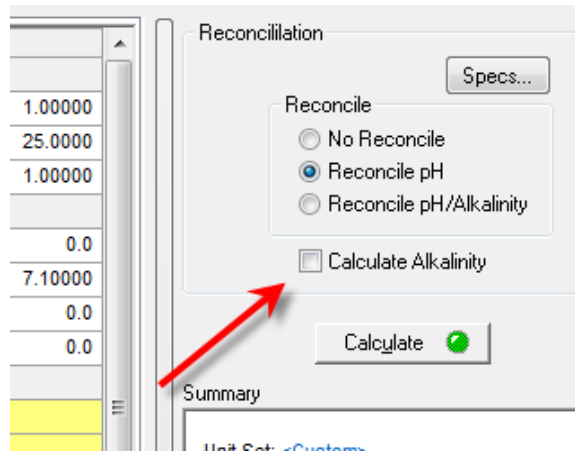 Reconcililation
Specs...
Reconcile
1.00000
No Reconcile
25.0000
Reconcile pH
1.00000
Reconcile pH/Alkalinity
0.0
Calculate Alkalinity
7.10000
0.0
0.0
Calculate
Summary
Unit Set: <Custom>